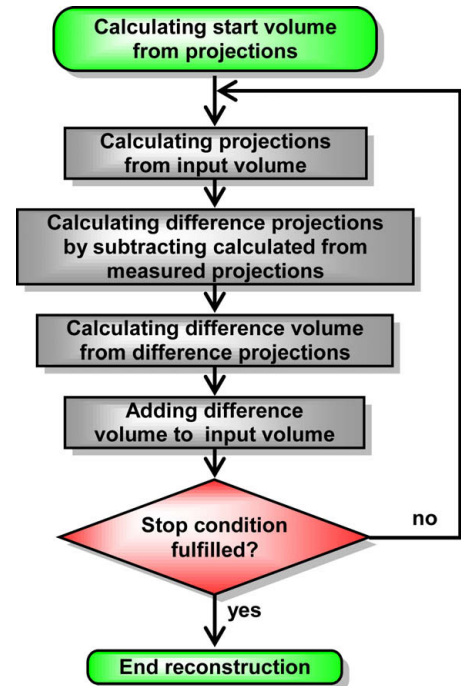 Calculating start volume
from projections
Calculating projections
from input volume
Calculating difference projections
by subtracting calculated from
measured projections
Calculating difference volume
from difference projections
Adding difference
volume to input volume
Stop condition
fulfilled?
no
yes
End reconstruction